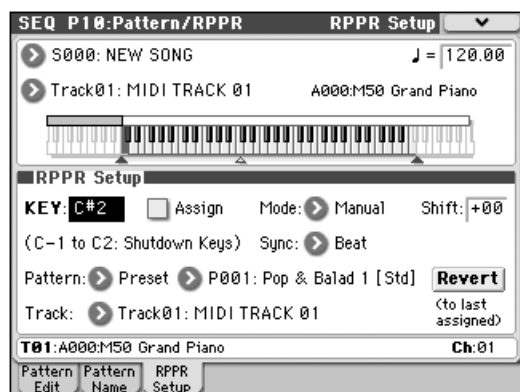 SEQ P10:Pattern/RPPR RPPR Setup
S000: NEW SONG ♩ = 120.00
Track01: MIDI TRACK 01 A000:M50 Grand Piano
RPPR Setup
KEY: C#2 Assign Mode: Manual Shift: +00
(C-1 to C2: Shutdown Keys) Sync: Beat
Pattern: Preset P001: Pop & Balad 1 [Std] Revert
Track: Track01: MIDI TRACK 01 (to last
assigned)
T01:A000:M50 Grand Piano Ch:01
Pattern Pattern RPPR
Edit Name Setup